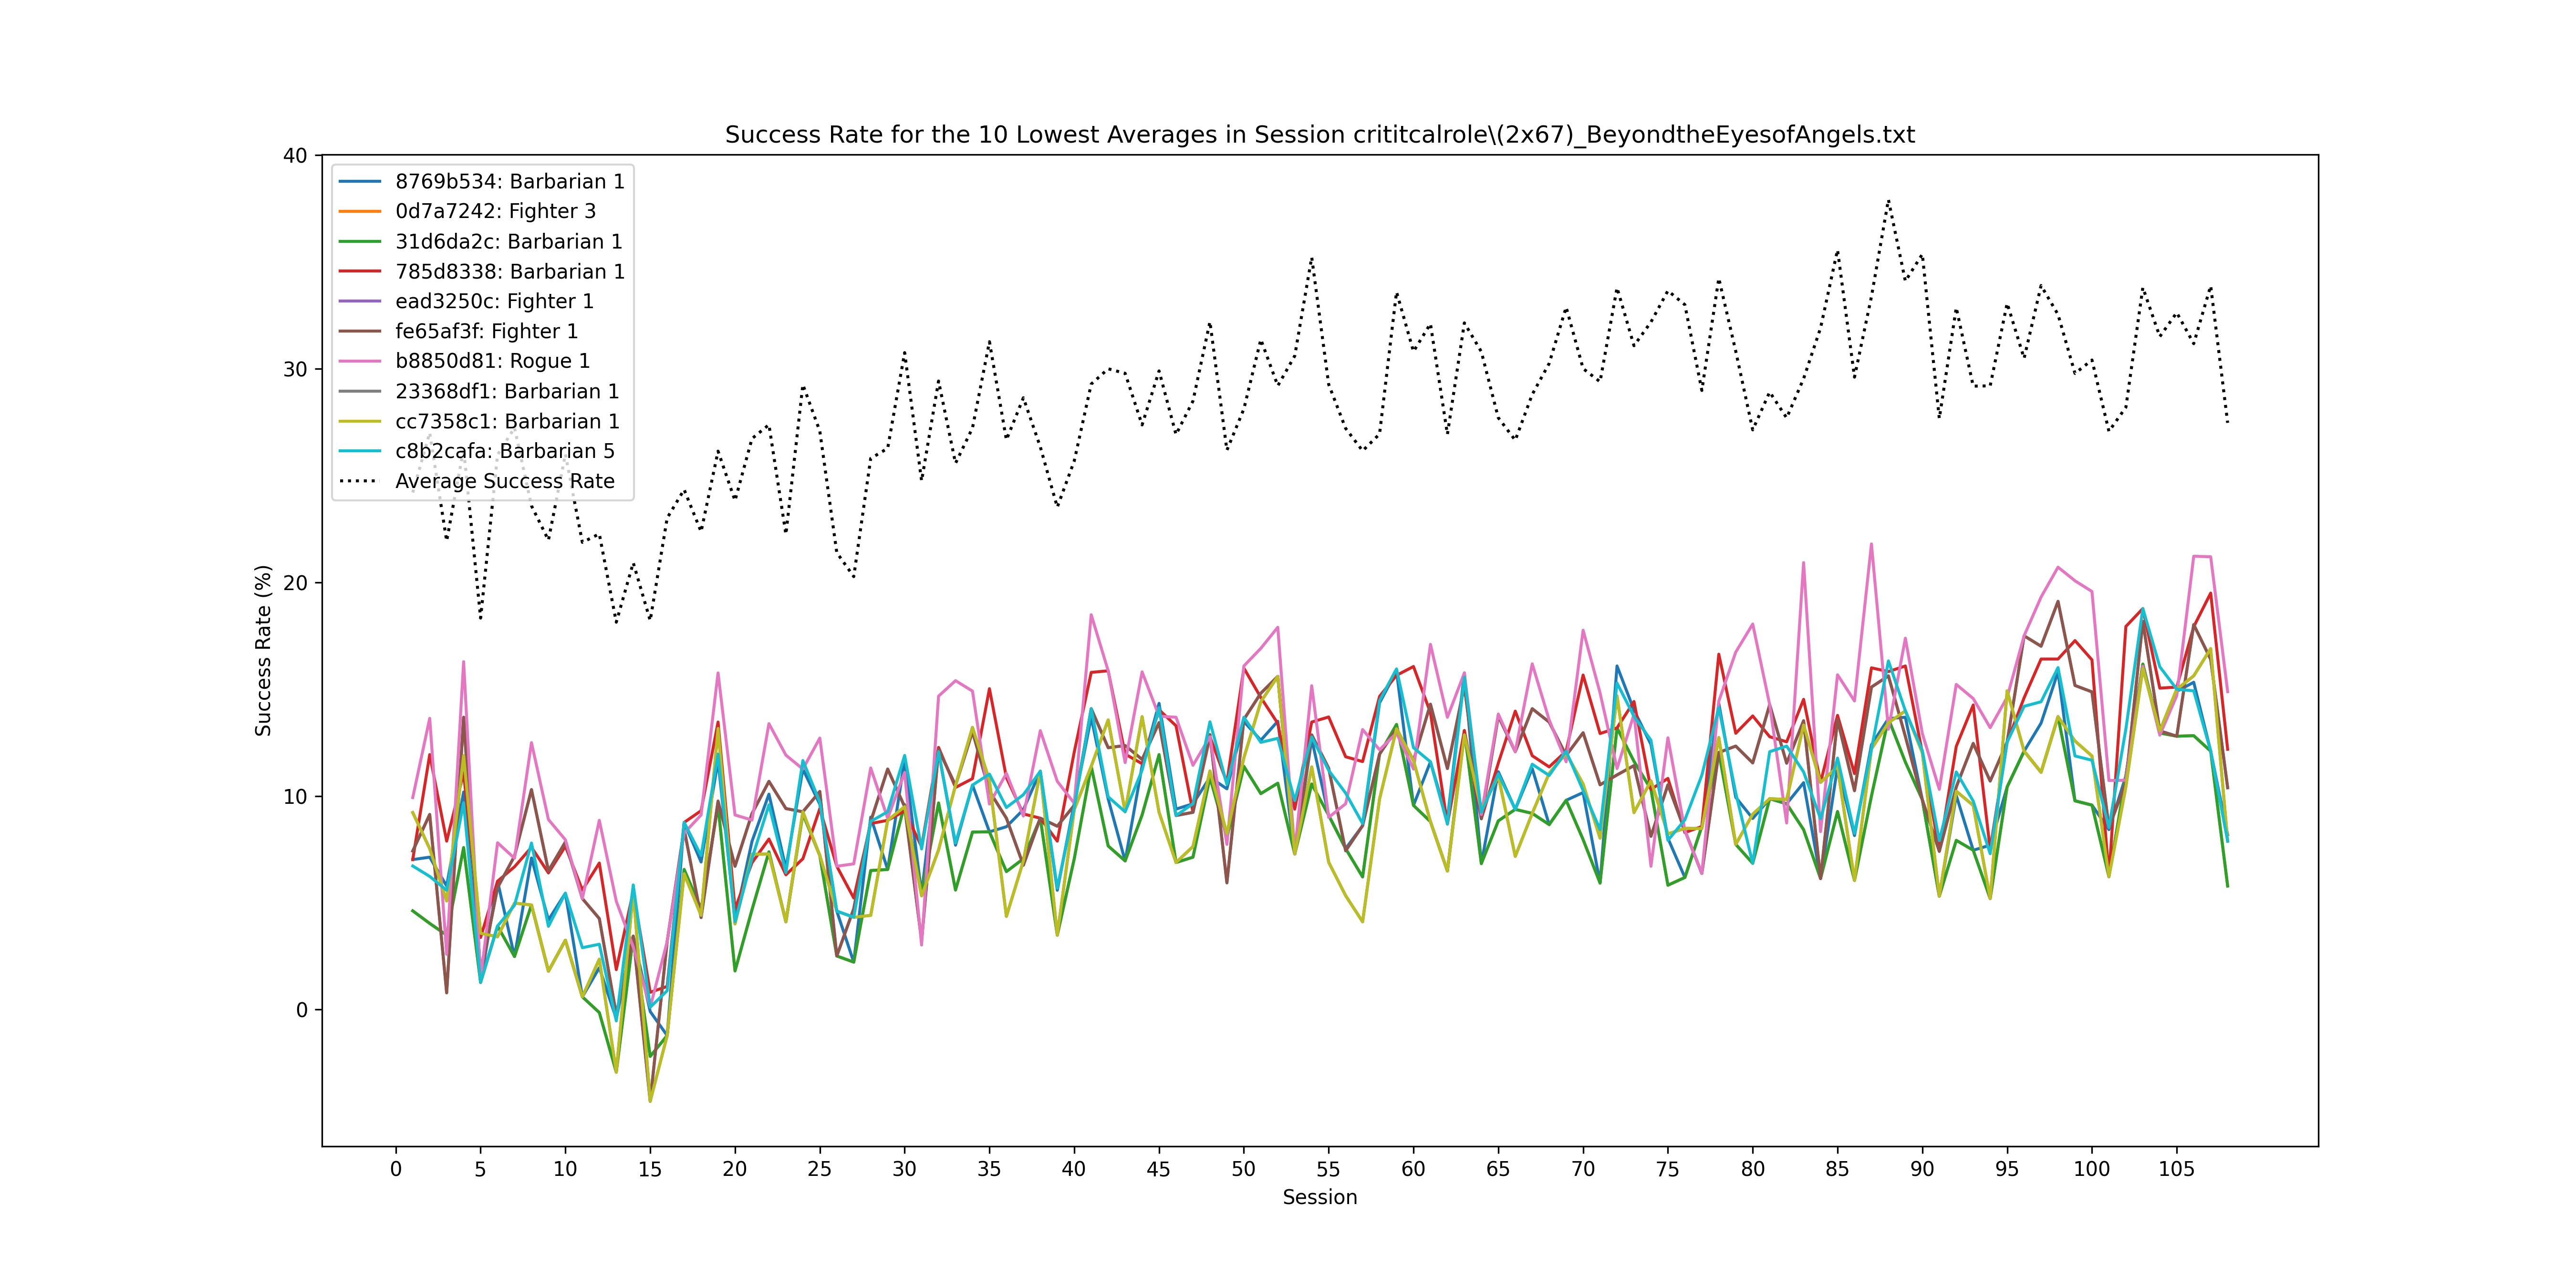 Success Rate for the 10 Lowest Averages in Session crititcalrole\(2x67)_BeyondtheEyesofAngels.txt
40
30
20
10
0
Success Rate (%)
8769b534: Barbarian 1
0d7a7242: Fighter 3
31d6da2c: Barbarian 1
785d8338: Barbarian 1
ead3250c: Fighter 1
fe65af3f: Fighter 1
b8850d81: Rogue 1
23368df1: Barbarian 1
cc7358c1: Barbarian 1
c8b2cafa: Barbarian 5
Average Success Rate
0 5 10 15 20 25 30 35 40 45 50 55 60 65 70 75 80 85 90 95 100 105
Session